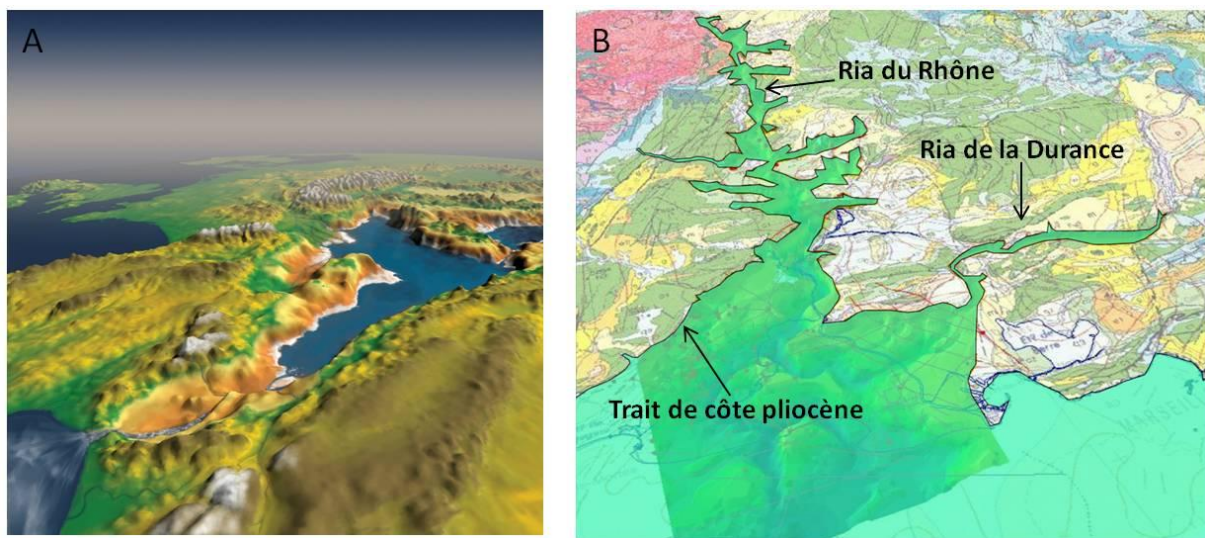 A
B
Ria du Rhône
Ria de la Durance
Trait de côte pliocène